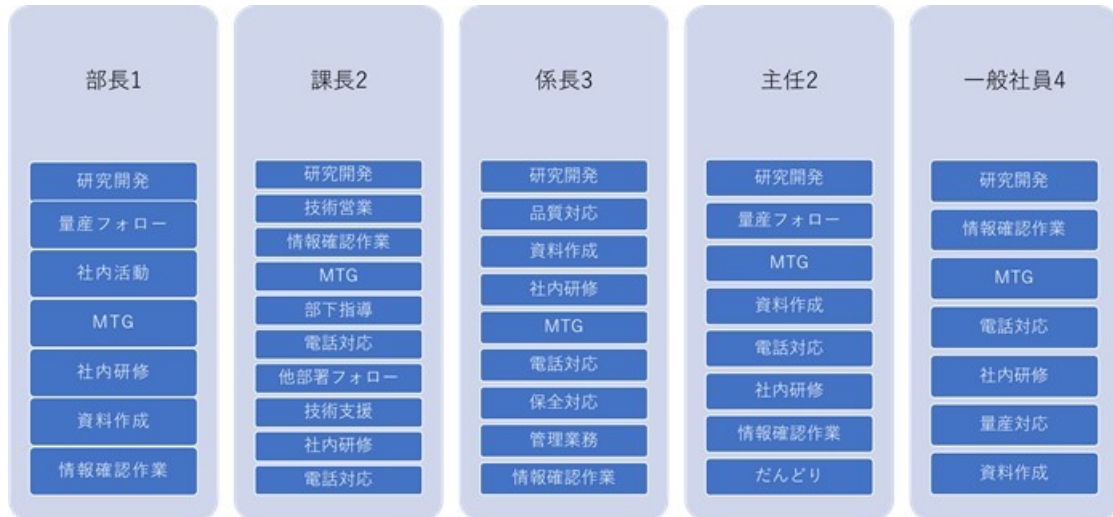 部長1
研究開発
量産フォロー
社内活動
MTG
社内研修
資料作成
情報確認作業
課長2
研究開発
技術営業
情報確認作業
MTG
部下指導
電話対応
他部署フォロー
技術支援
社内研修
電話対応
係長3
研究開発
品質対応
資料作成
社内研修
MTG
電話対応
保全対応
管理業務
情報確認作業
主任2
研究開発
量産フォロー
MTG
資料作成
電話対応
社内研修
情報確認作業
だんどり
一般社員4
研究開発
情報確認作業
MTG
電話対応
社内研修
量産対応
資料作成